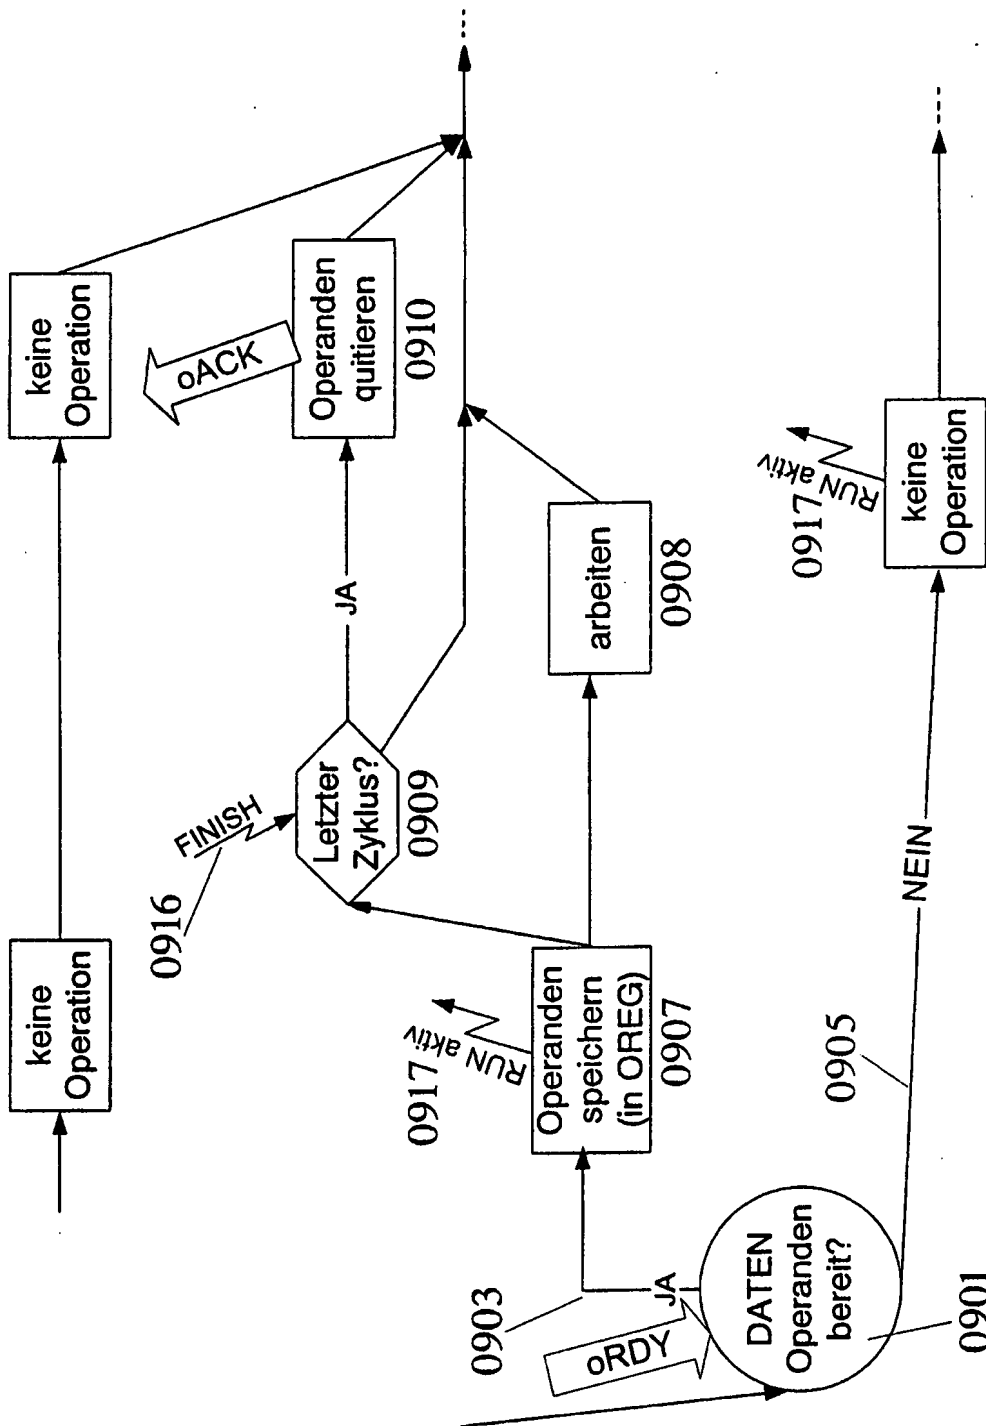 keine
Operation
keine
Operation
0916
FINISH
Letzter
Zyklus?
0909
JA
oACK
Operanden
quitieren
0910
0917
RUN aktiv
Operanden
speichern
(in OREG)
0907
arbeiten
0908
0903
oRDY
JA
DATEN
Operanden
bereit?
0901
0905
NEIN
0917
RUN aktiv
keine
Operation